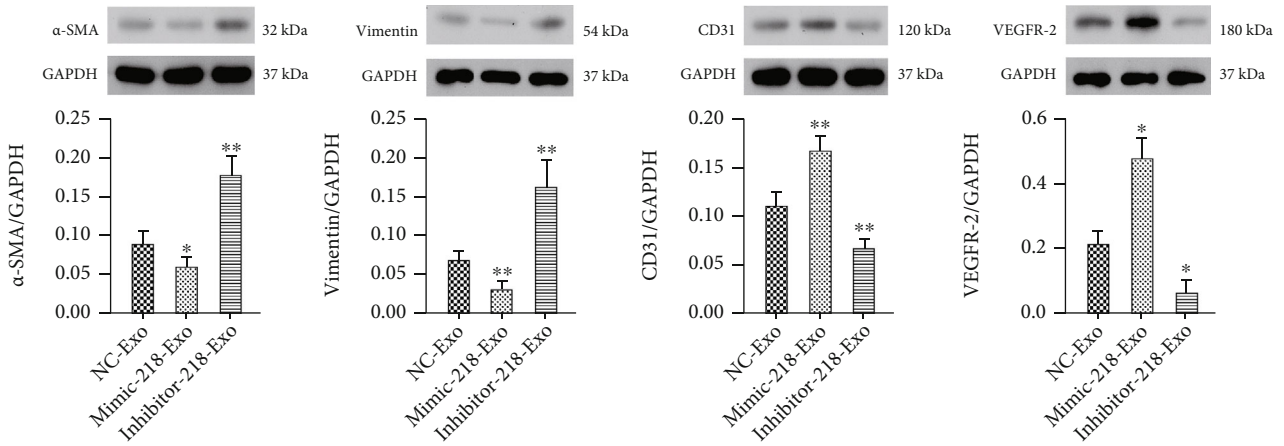 α-SMA
32 kDa
GAPDH
37 kDa
α-SMA/GAPDH
0.25
0.20
0.15
0.10
0.05
0.00
*
**
NC-Exo
Mimic-218-Exo
Inhibitor-218-Exo
Vimentin
54 kDa
GAPDH
37 kDa
Vimentin/GAPDH
0.25
0.20
0.15
0.10
0.05
0.00
**
**
NC-Exo
Mimic-218-Exo
Inhibitor-218-Exo
CD31
120 kDa
GAPDH
37 kDa
CD31/GAPDH
0.20
0.15
0.10
0.05
0.00
**
**
NC-Exo
Mimic-218-Exo
Inhibitor-218-Exo
VEGFR-2
180 kDa
GAPDH
37 kDa
VEGFR-2/GAPDH
0.6
0.4
0.2
0.0
*
*
NC-Exo
Mimic-218-Exo
Inhibitor-218-Exo